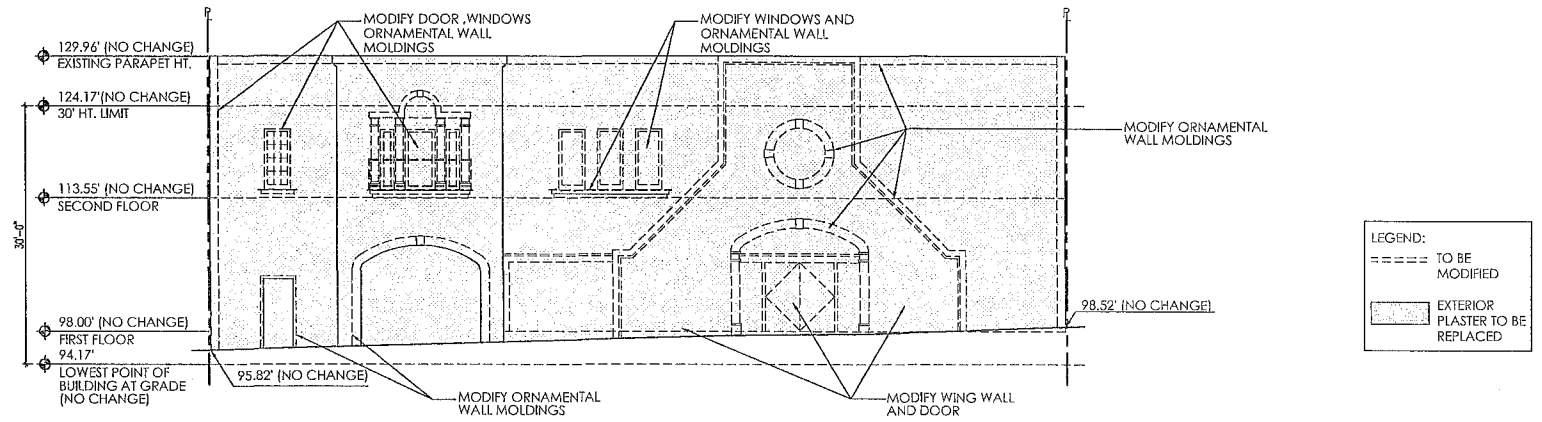 P
P
MODIFY DOOR ,WINDOWS
ORNAMENTAL WALL
MOLDINGS
MODIFY WINDOWS AND
ORNAMENTAL WALL
MOLDINGS
129.96' (NO CHANGE)
EXISTING PARAPET HT.
124.17'(NO CHANGE)
30' HT. LIMIT
MODIFY ORNAMENTAL
WALL MOLDINGS
113.55' (NO CHANGE)
SECOND FLOOR
30'-0"
LEGEND:
TO BE
MODIFIED
EXTERIOR
PLASTER TO BE
REPLACED
98.52' (NO CHANGE)
98.00' (NO CHANGE)
FIRST FLOOR
94.17'
LOWEST POINT OF
BUILDING AT GRADE
(NO CHANGE)
95.82' (NO CHANGE)
MODIFY ORNAMENTAL
WALL MOLDINGS
MODIFY WING WALL
AND DOOR